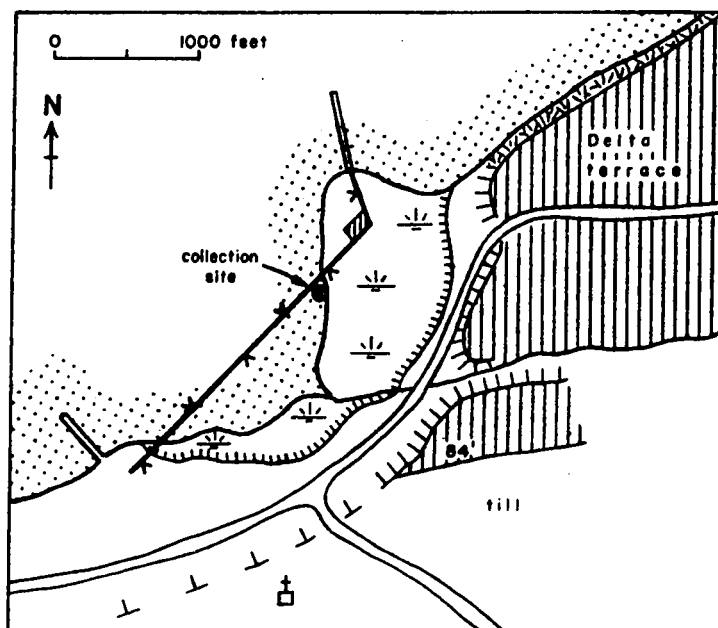 0 1000 feet
N
Delta
terrace
collection
site
84'
till